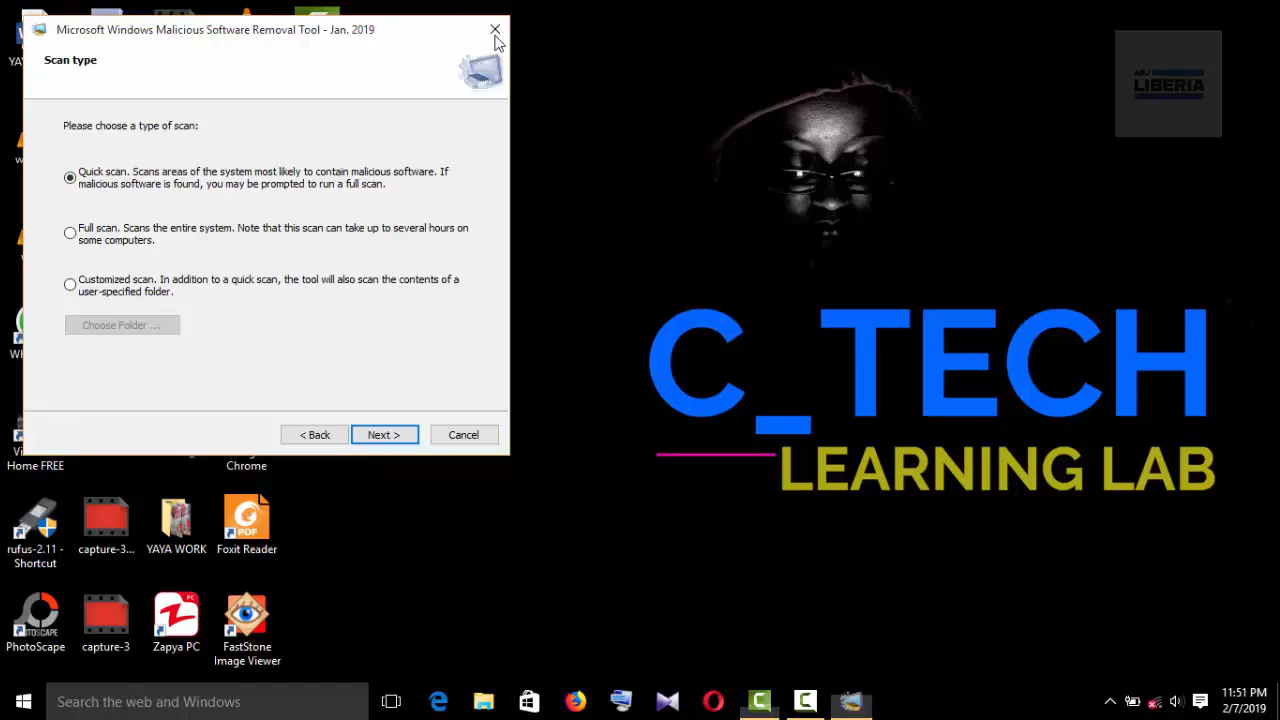 Microsoft Windows Malicious Software Removal Tool - Jan. 2019
Scan type
Please choose a type of scan:
Quick scan. Scans areas of the system most likely to contain malicious software. If
malicious software is found, you may be prompted to run a full scan.
Full scan. Scans the entire system. Note that this scan can take up to several hours on
some computers.
Customized scan. In addition to a quick scan, the tool will also scan the contents of a
user-specified folder.
Choose Folder ...
< Back
Next >
Cancel
LIBERIA
C_TECH
LEARNING LAB
Home FREE
Chrome
rufus-2.11 -
Shortcut
capture-3...
YAYA WORK
PDF
Foxit Reader
PhotoScape
capture-3
PC
Zapya PC
FastStone
Image Viewer
Search the web and Windows
11:51 PM
2/7/2019